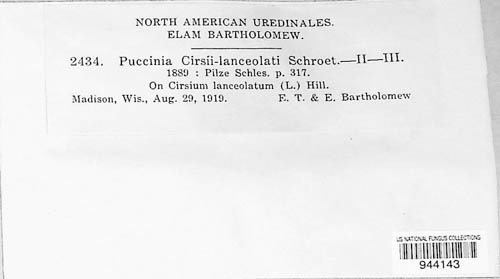 NORTH AMERICAN UREDINALES.
ELAM BARTHOLOMEW.
2434. Puccinia Cirsii-lanceolati Schroet.—II—III.
1889 : Pilze Schles. p. 317.
On Cirsium lanceolatum (L.) Hill.
Madison, Wis., Aug. 29, 1919. E. T. & E. Bartholomew
US NATIONAL FUNGUS COLLECTIONS
944143